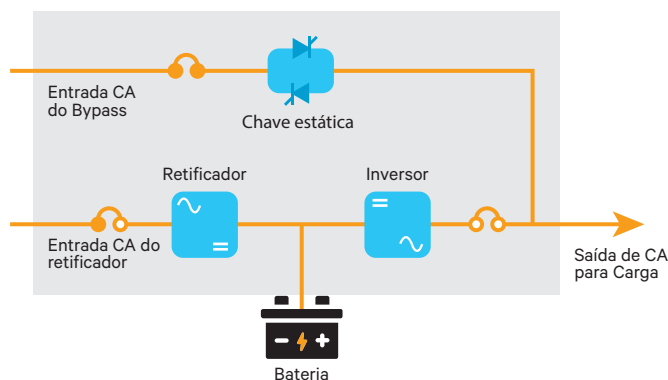 Entrada CA
do Bypass
Chave estática
Retificador
Inversor
Entrada CA do
retificador
Saída de CA
para Carga
Bateria